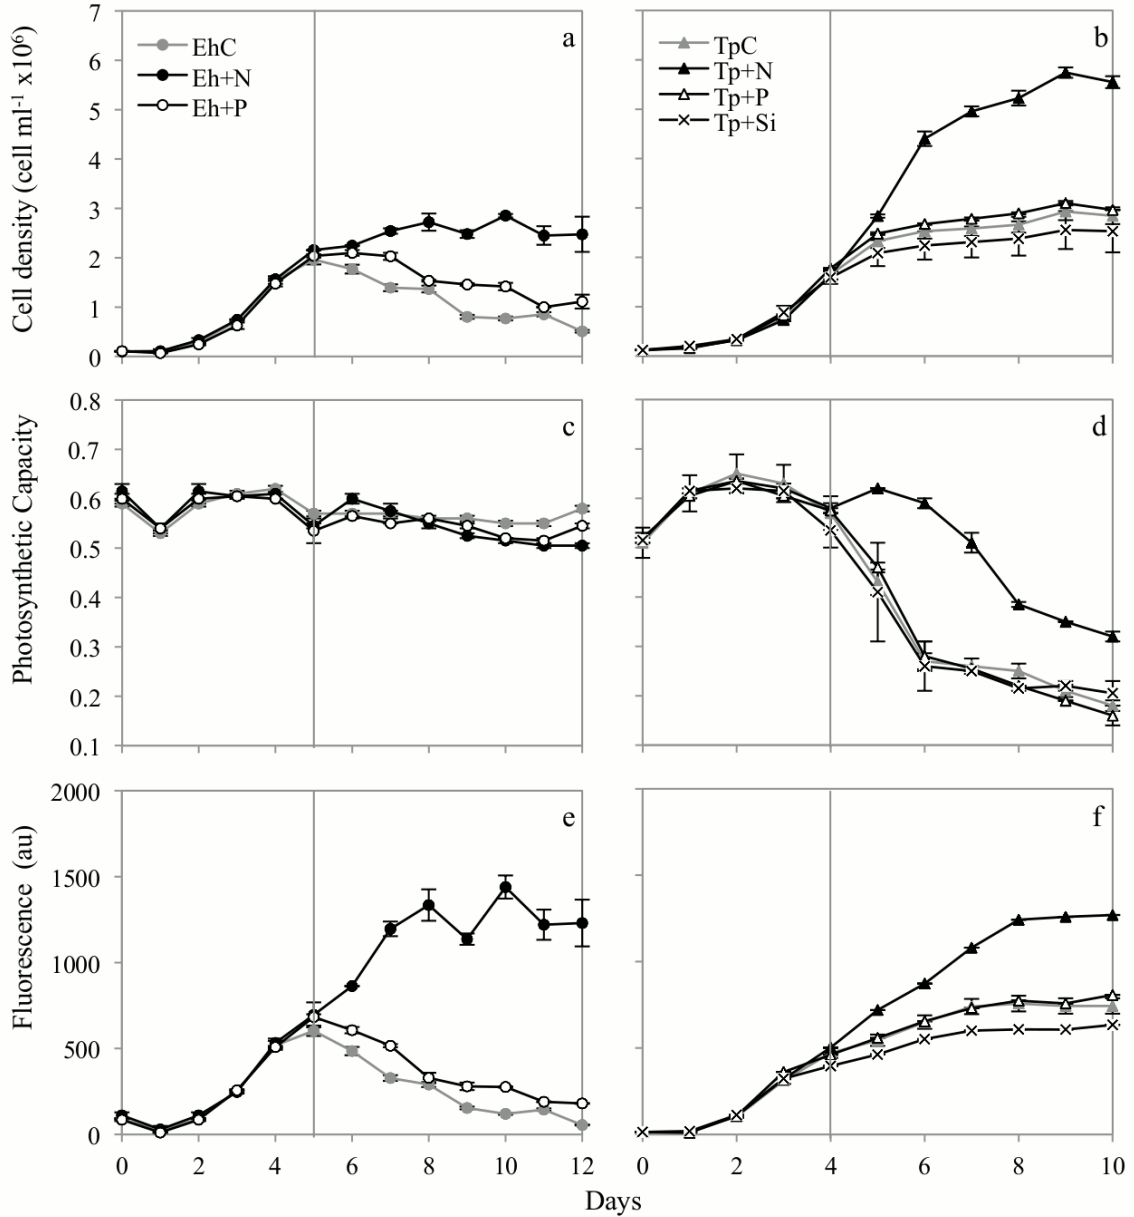 7
6
5
4
3
2
1
0
Cell density (cell ml⁻¹ x10⁶)
EhC
Eh+N
Eh+P
a
TpC
Tp+N
Tp+P
Tp+Si
b
0.8
0.7
0.6
0.5
0.4
0.3
0.2
0.1
Photosynthetic Capacity
c
d
2000
1500
1000
500
0
Fluorescence (au)
e
f
0 2 4 6 8 10 12
0 2 4 6 8 10
Days